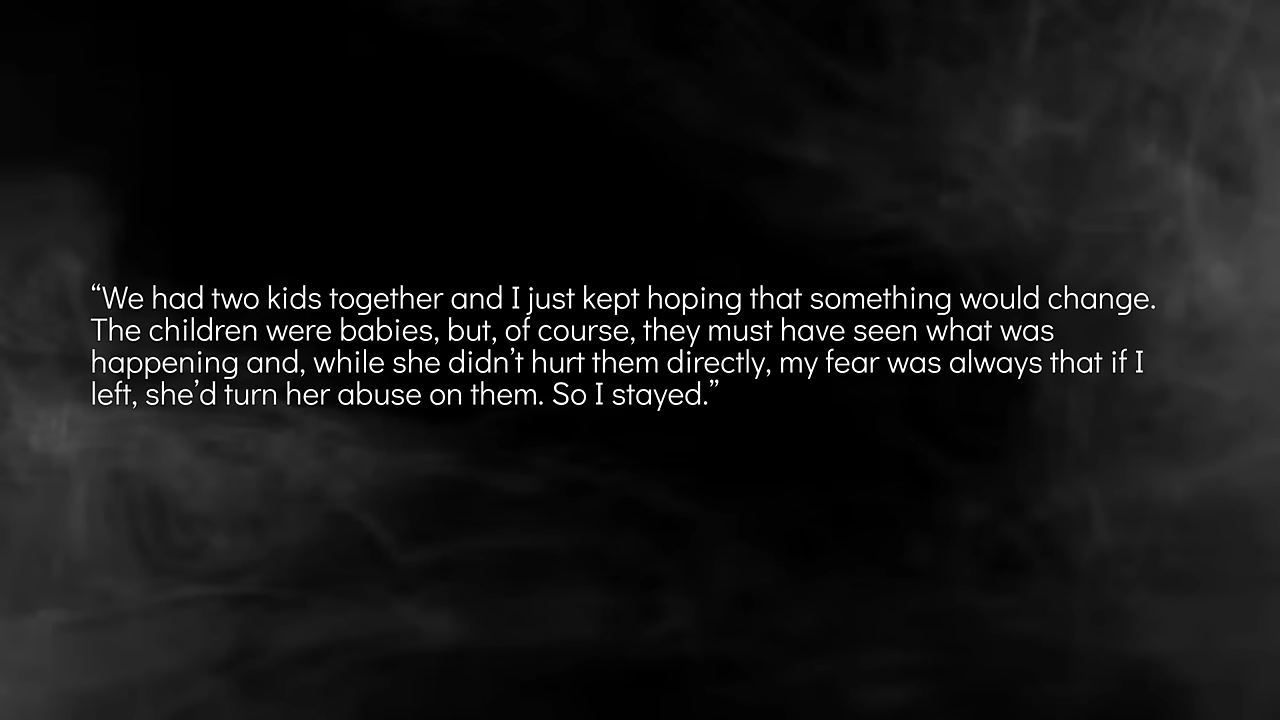 “We had two kids together and I just kept hoping that something would change.
The children were babies, but, of course, they must have seen what was
happening and, while she didn’t hurt them directly, my fear was always that if I
left, she’d turn her abuse on them. So I stayed.”